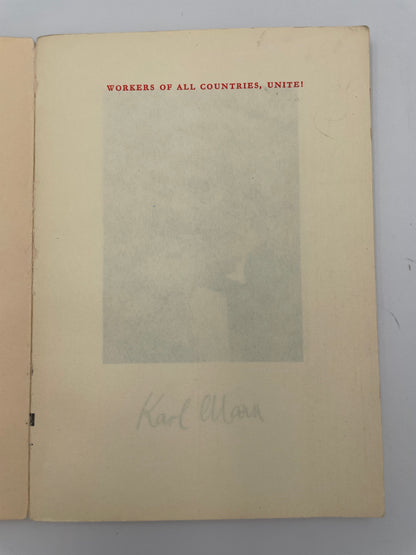 WORKERS OF ALL COUNTRIES, UNITE!
Karl Marx